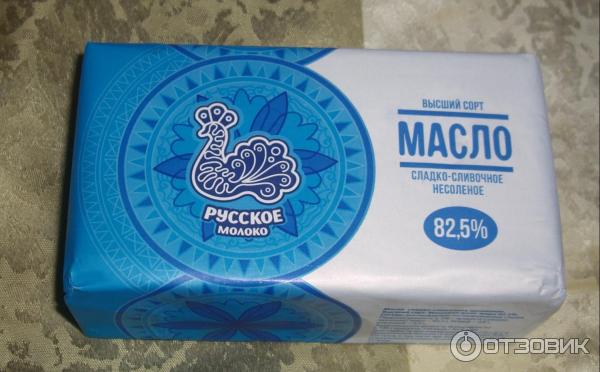 РУССКОЕ
МОЛОКО
ВЫСШИЙ СОРТ
МАСЛО
СЛАДКО-СЛИВОЧНОЕ
НЕСОЛЕНОЕ
82,5%
ОТЗОВИК